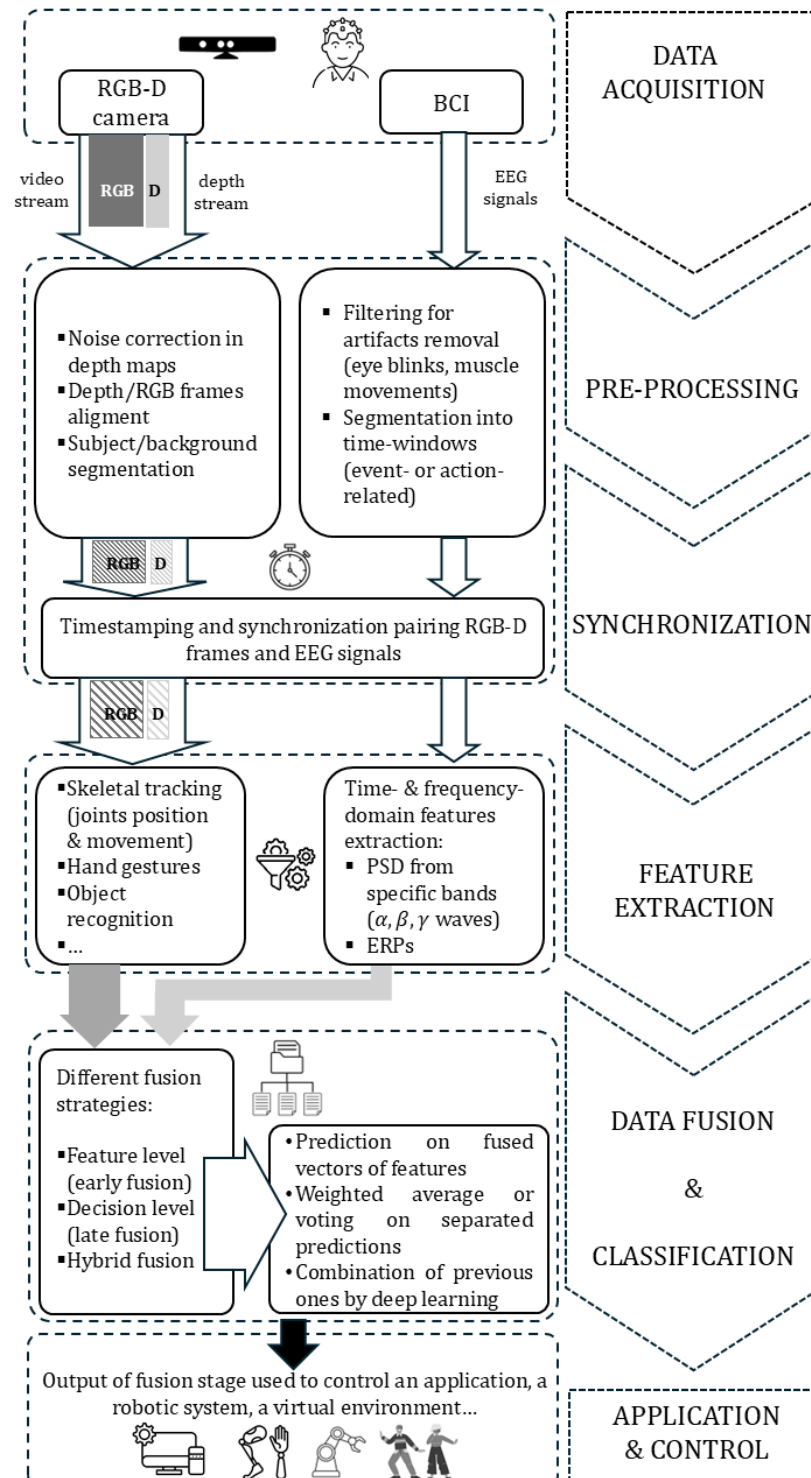 DATA
ACQUISITION
RGB-D
camera
BCI
video
stream
RGB
D
depth
stream
EEG
signals
▪Noise correction in
depth maps
▪Depth/RGB frames
aligment
▪Subject/background
segmentation
▪ Filtering for
artifacts removal
(eye blinks, muscle
movements)
▪ Segmentation into
time-windows
(event- or action-
related)
PRE-PROCESSING
RGB
D
Timestamping and synchronization pairing RGB-D
frames and EEG signals
SYNCHRONIZATION
RGB
D
▪Skeletal tracking
(joints position
& movement)
▪Hand gestures
▪Object
recognition
▪...
Time- & frequency-
domain features
extraction:
▪ PSD from
specific bands
(α, β, γ waves)
▪ ERPs
FEATURE
EXTRACTION
Different fusion
strategies:
▪Feature level
(early fusion)
▪Decision level
(late fusion)
▪Hybrid fusion
•Prediction on fused
vectors of features
•Weighted average or
voting on separated
predictions
•Combination of previous
ones by deep learning
DATA FUSION
&
CLASSIFICATION
Output of fusion stage used to control an application, a
robotic system, a virtual environment...
APPLICATION
& CONTROL